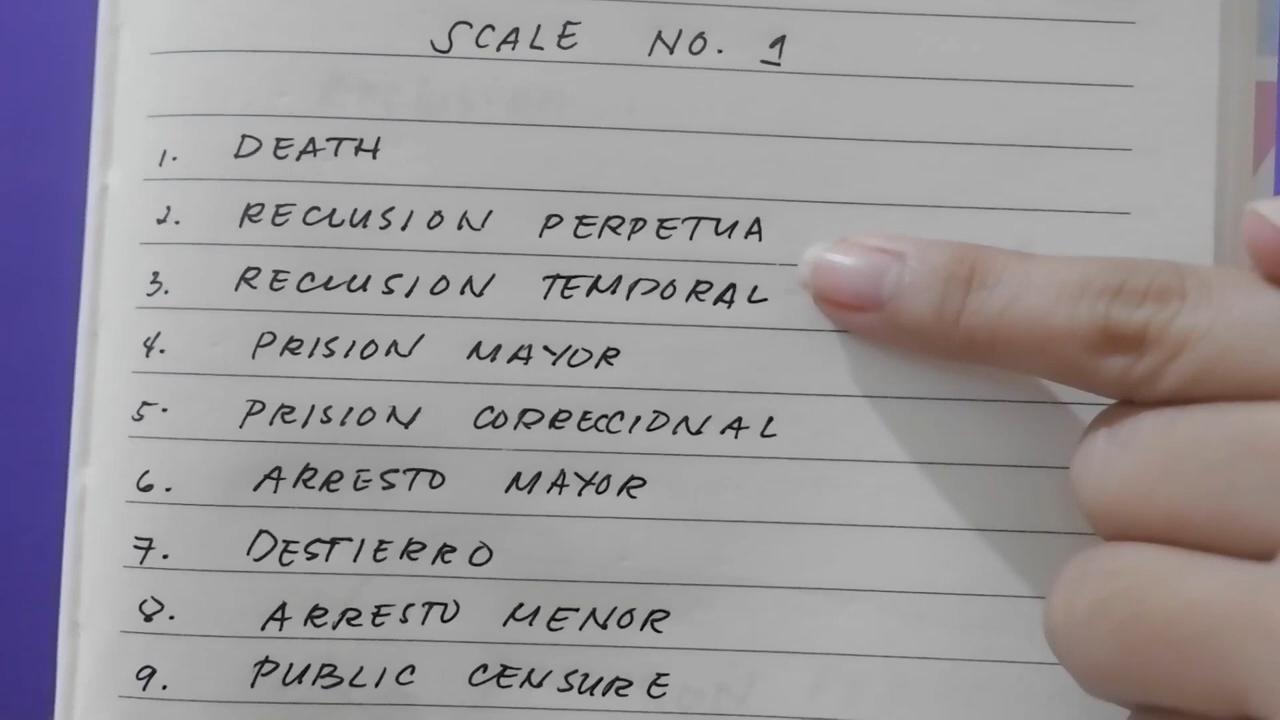 SCALE NO. 1
1. DEATH
2. RECLUSION PERPETUA
3. RECLUSION TEMPORAL
4. PRISION MAYOR
5. PRISION CORRECCIONAL
6. ARRESTO MAYOR
7. DESTIERRO
8. ARRESTO MENOR
9. PUBLIC CENSURE